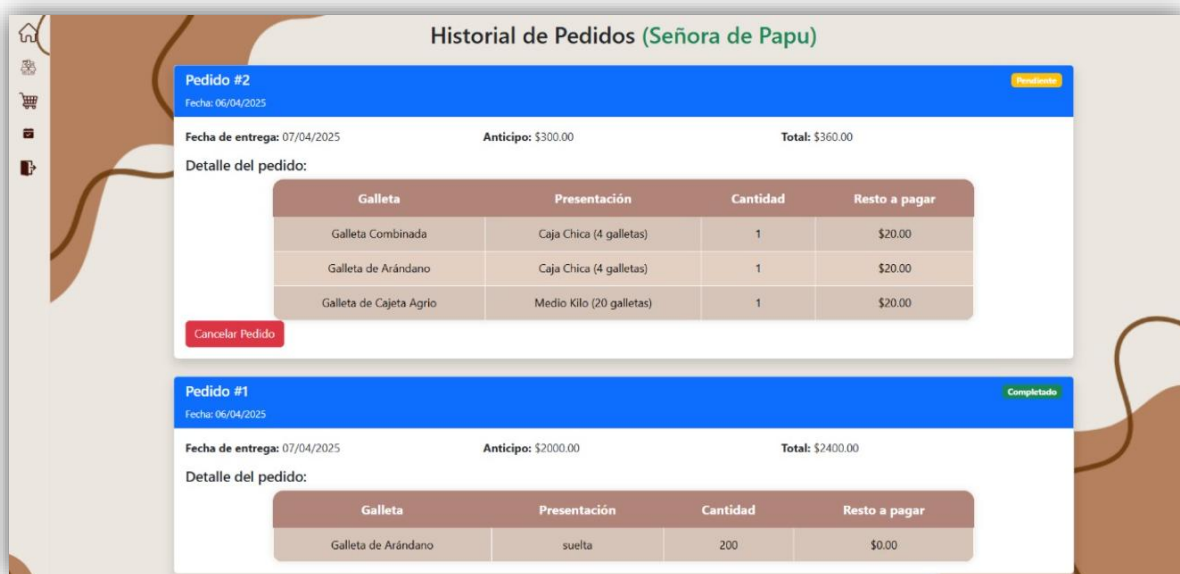 Historial de Pedidos (Señora de Papu)
Pedido #2
Pendiente
Fecha: 06/04/2025
Fecha de entrega: 07/04/2025 Anticipo: $300.00 Total: $360.00
Detalle del pedido:
Galleta Presentación Cantidad Resto a pagar
Galleta Combinada Caja Chica (4 galletas) 1 $20.00
Galleta de Arándano Caja Chica (4 galletas) 1 $20.00
Galleta de Cajeta Agrio Medio Kilo (20 galletas) 1 $20.00
Cancelar Pedido
Pedido #1
Completado
Fecha: 06/04/2025
Fecha de entrega: 07/04/2025 Anticipo: $2000.00 Total: $2400.00
Detalle del pedido:
Galleta Presentación Cantidad Resto a pagar
Galleta de Arándano suelta 200 $0.00